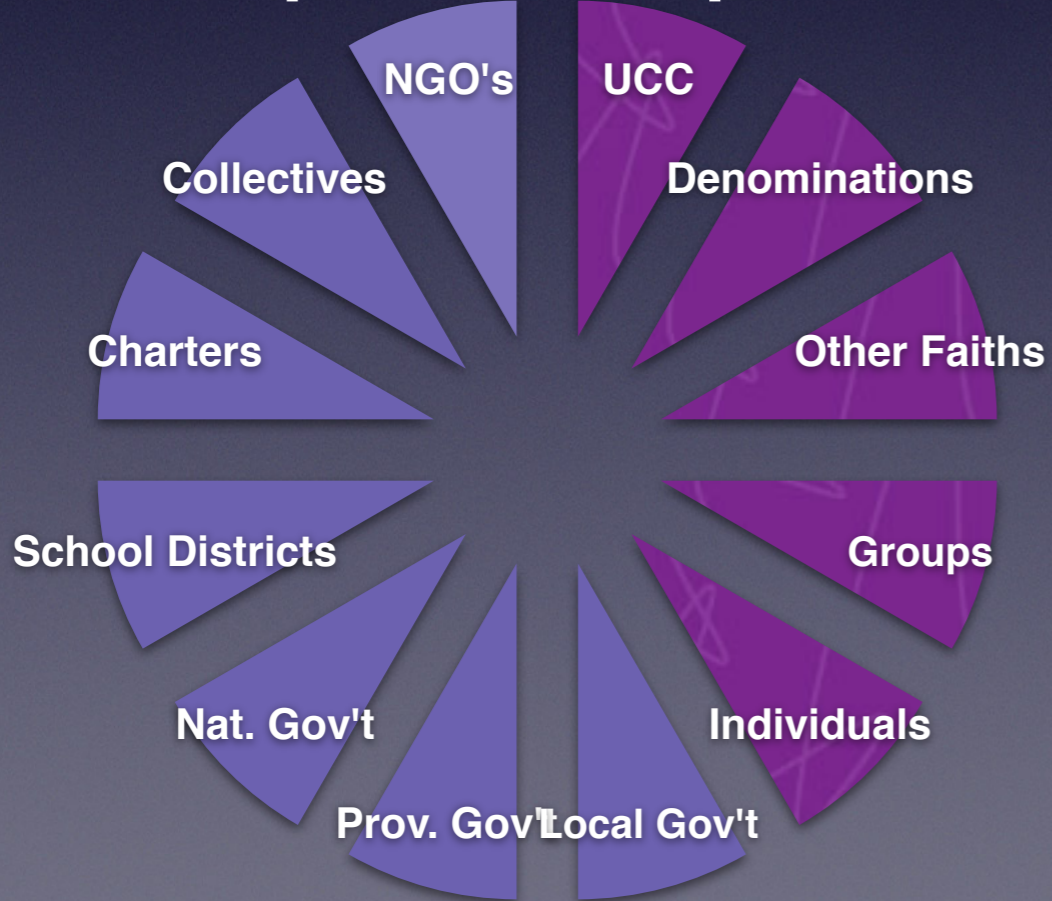 NGO's
UCC
Collectives
Denominations
Charters
Other Faiths
School Districts
Groups
Nat. Gov't
Individuals
Prov. Gov't
Local Gov't